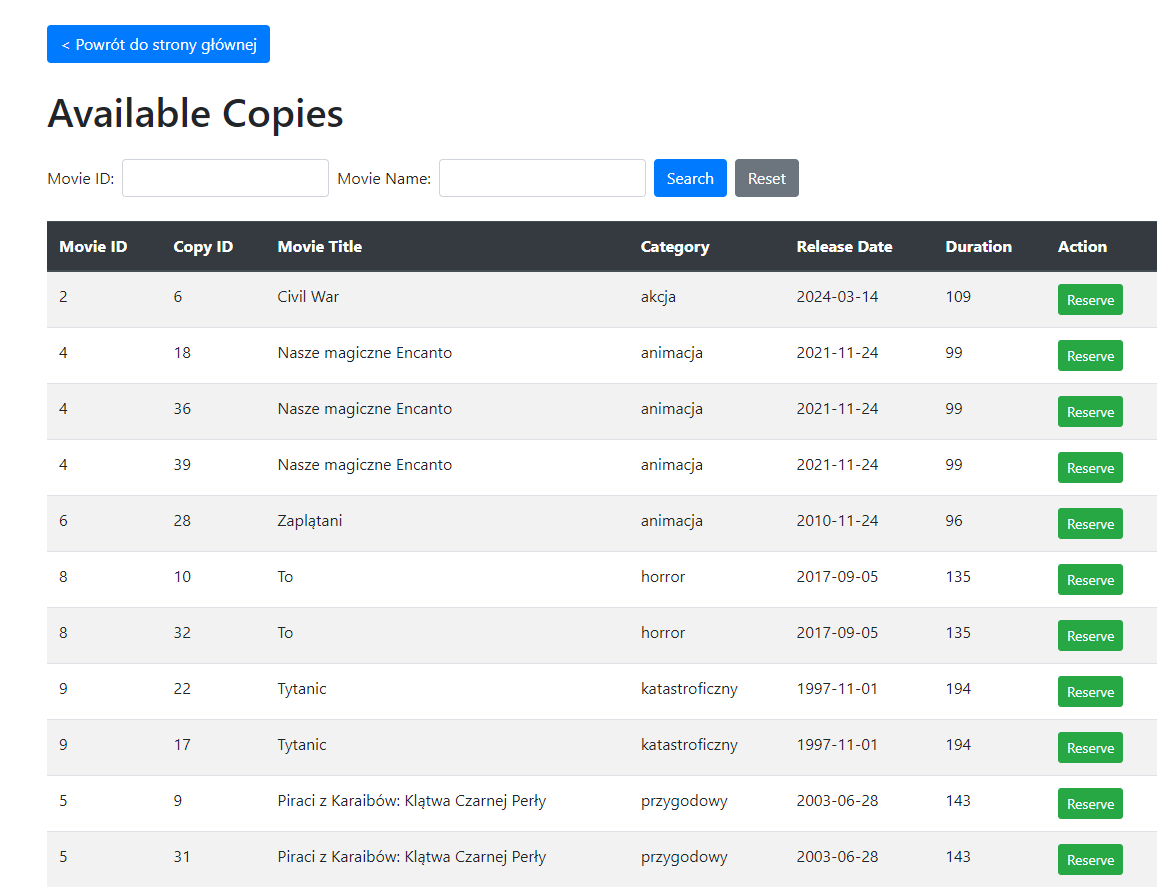 < Powrót do strony głównej
Available Copies
Movie ID: Movie Name: Search Reset
Movie ID Copy ID Movie Title Category Release Date Duration Action
2 6 Civil War akcja 2024-03-14 109 Reserve
4 18 Nasze magiczne Encanto animacja 2021-11-24 99 Reserve
4 36 Nasze magiczne Encanto animacja 2021-11-24 99 Reserve
4 39 Nasze magiczne Encanto animacja 2021-11-24 99 Reserve
6 28 Zaplątani animacja 2010-11-24 96 Reserve
8 10 To horror 2017-09-05 135 Reserve
8 32 To horror 2017-09-05 135 Reserve
9 22 Tytanic katastroficzny 1997-11-01 194 Reserve
9 17 Tytanic katastroficzny 1997-11-01 194 Reserve
5 9 Piraci z Karaibów: Klątwa Czarnej Perły przygodowy 2003-06-28 143 Reserve
5 31 Piraci z Karaibów: Klątwa Czarnej Perły przygodowy 2003-06-28 143 Reserve